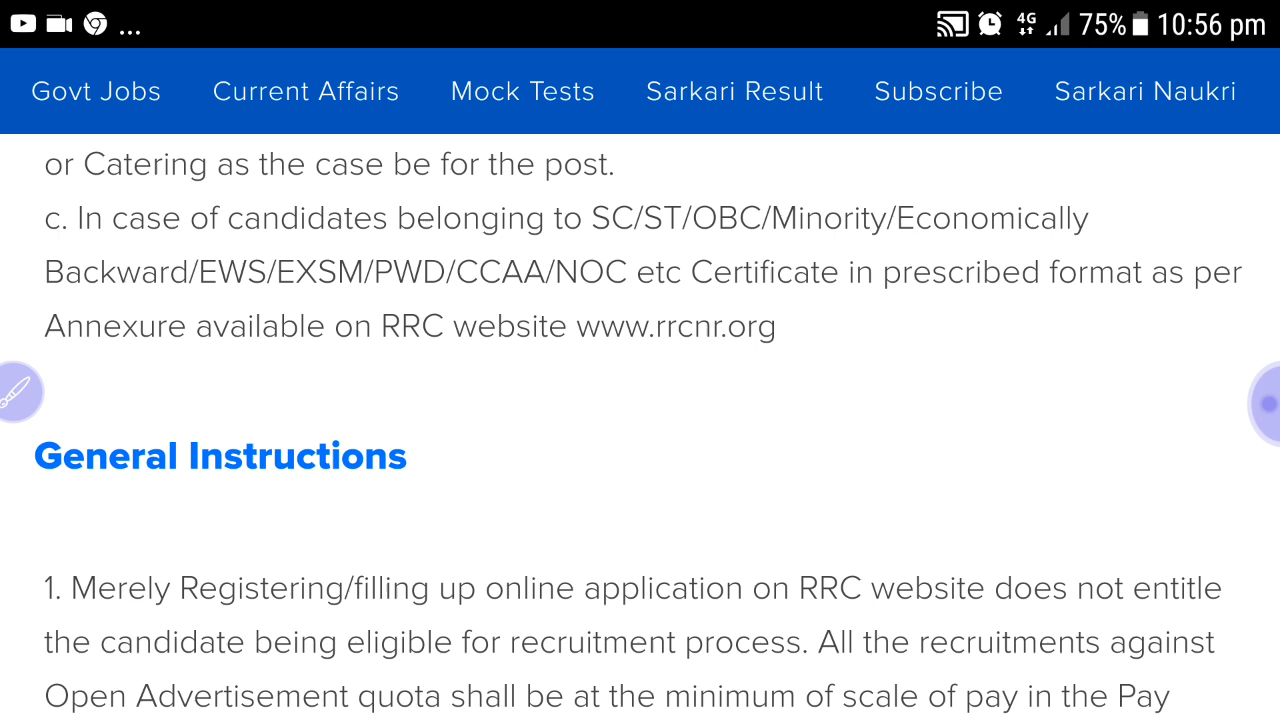 ... 4G 75% 10:56 pm
Govt Jobs Current Affairs Mock Tests Sarkari Result Subscribe Sarkari Naukri
or Catering as the case be for the post.
c. In case of candidates belonging to SC/ST/OBC/Minority/Economically
Backward/EWS/EXSM/PWD/CCAA/NOC etc Certificate in prescribed format as per
Annexure available on RRC website www.rrcnr.org
General Instructions
1. Merely Registering/filling up online application on RRC website does not entitle
the candidate being eligible for recruitment process. All the recruitments against
Open Advertisement quota shall be at the minimum of scale of pay in the Pay